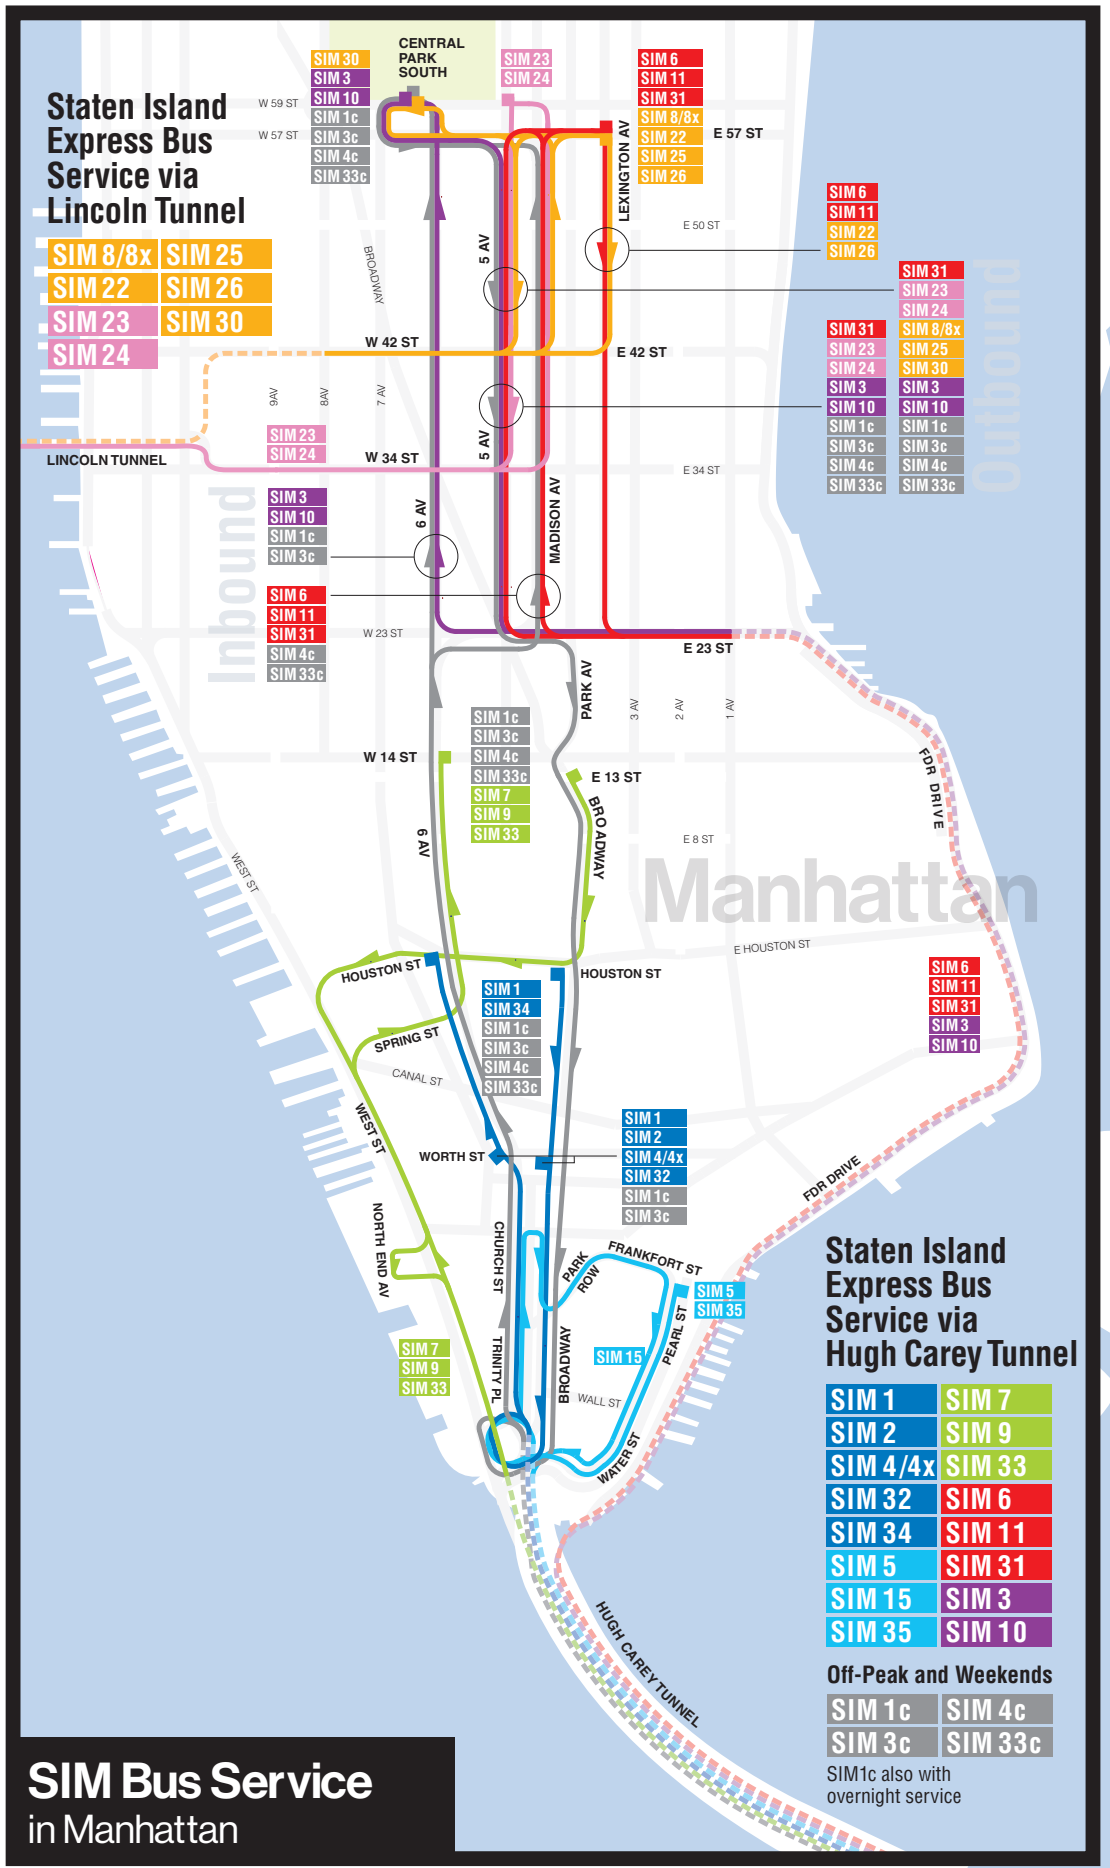 Staten Island
Express Bus
Service via
Lincoln Tunnel
SIM 8/8x SIM 25
SIM 22 SIM 26
SIM 23 SIM 30
SIM 24
CENTRAL
PARK
SOUTH
SIM 30
SIM 3
SIM 10
SIM 1c
SIM 3c
SIM 4c
SIM 33c
W 59 ST
W 57 ST
SIM 23
SIM 24
SIM 6
SIM 11
SIM 31
SIM 8/8x
SIM 22
SIM 25
SIM 26
E 57 ST
LEXINGTON AV
E 50 ST
SIM 6
SIM 11
SIM 22
SIM 26
BROADWAY
5 AV
SIM 31
SIM 23
SIM 24
SIM 8/8x
SIM 25
SIM 30
SIM 3
SIM 10
SIM 1c
SIM 3c
SIM 4c
SIM 33c
SIM 31
SIM 23
SIM 24
SIM 3
SIM 10
SIM 1c
SIM 3c
SIM 4c
SIM 33c
Outbound
W 42 ST
E 42 ST
9AV
8AV
7 AV
5 AV
SIM 23
SIM 24
LINCOLN TUNNEL
W 34 ST
E 34 ST
Inbound
SIM 3
SIM 10
SIM 1c
SIM 3c
6 AV
MADISON AV
SIM 6
SIM 11
SIM 31
SIM 4c
SIM 33c
W 23 ST
E 23 ST
PARK AV
3 AV
2 AV
1 AV
SIM 1c
SIM 3c
SIM 4c
SIM 33c
SIM 7
SIM 9
SIM 33
W 14 ST
E 13 ST
FDR DRIVE
6 AV
BROADWAY
E 8 ST
WEST ST
Manhattan
E HOUSTON ST
HOUSTON ST
HOUSTON ST
SIM 6
SIM 11
SIM 31
SIM 3
SIM 10
SIM 1
SIM 34
SIM 1c
SIM 3c
SIM 4c
SIM 33c
SPRING ST
CANAL ST
WEST ST
SIM 1
SIM 2
SIM 4/4x
SIM 32
SIM 1c
SIM 3c
WORTH ST
FDR DRIVE
NORTH END AV
CHURCH ST
PARK
ROW
FRANKFORT ST
SIM 5
SIM 35
PEARL ST
SIM 15
SIM 7
SIM 9
SIM 33
TRINITY PL
BROADWAY
WALL ST
WATER ST
HUGH CAREY TUNNEL
Staten Island
Express Bus
Service via
Hugh Carey Tunnel
SIM 1 SIM 7
SIM 2 SIM 9
SIM 4/4x SIM 33
SIM 32 SIM 6
SIM 34 SIM 11
SIM 5 SIM 31
SIM 15 SIM 3
SIM 35 SIM 10
Off-Peak and Weekends
SIM 1c SIM 4c
SIM 3c SIM 33c
SIM1c also with
overnight service
SIM Bus Service
in Manhattan